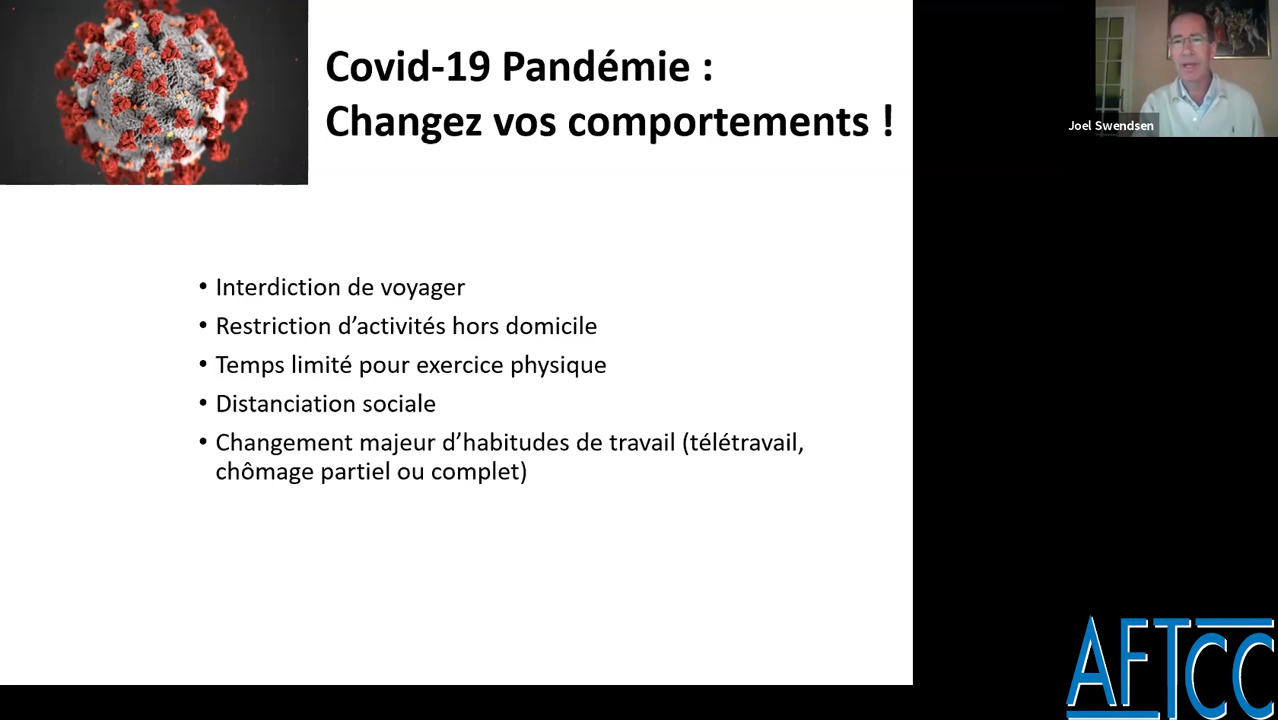 Covid-19 Pandémie :
Changez vos comportements !
Joel Swendsen
• Interdiction de voyager
• Restriction d’activités hors domicile
• Temps limité pour exercice physique
• Distanciation sociale
• Changement majeur d’habitudes de travail (télétravail,
chômage partiel ou complet)
AFTCC